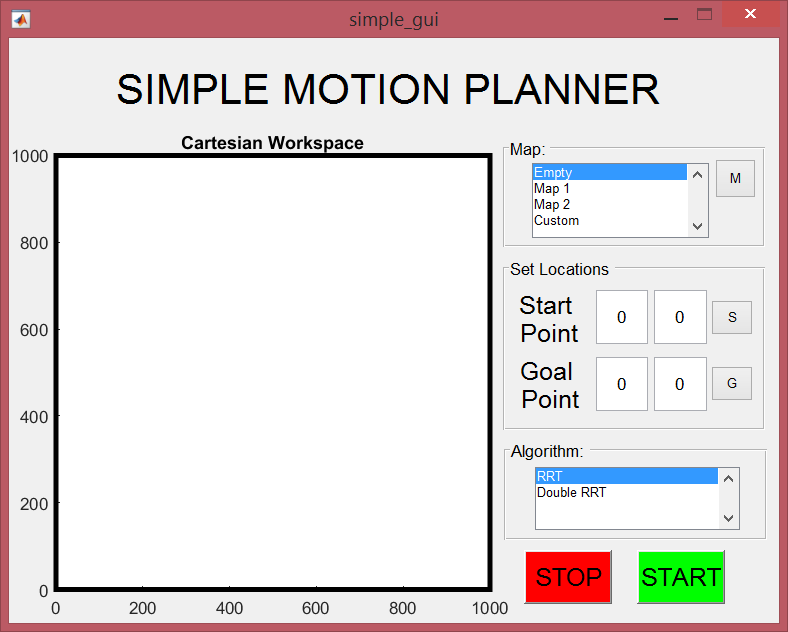 simple_gui
SIMPLE MOTION PLANNER
Cartesian Workspace
1000
800
600
400
200
0
0 200 400 600 800 1000
Map:
Empty
Map 1
Map 2
Custom
M
Set Locations
Start
Point
0 0 S
Goal
Point
0 0 G
Algorithm:
RRT
Double RRT
STOP START